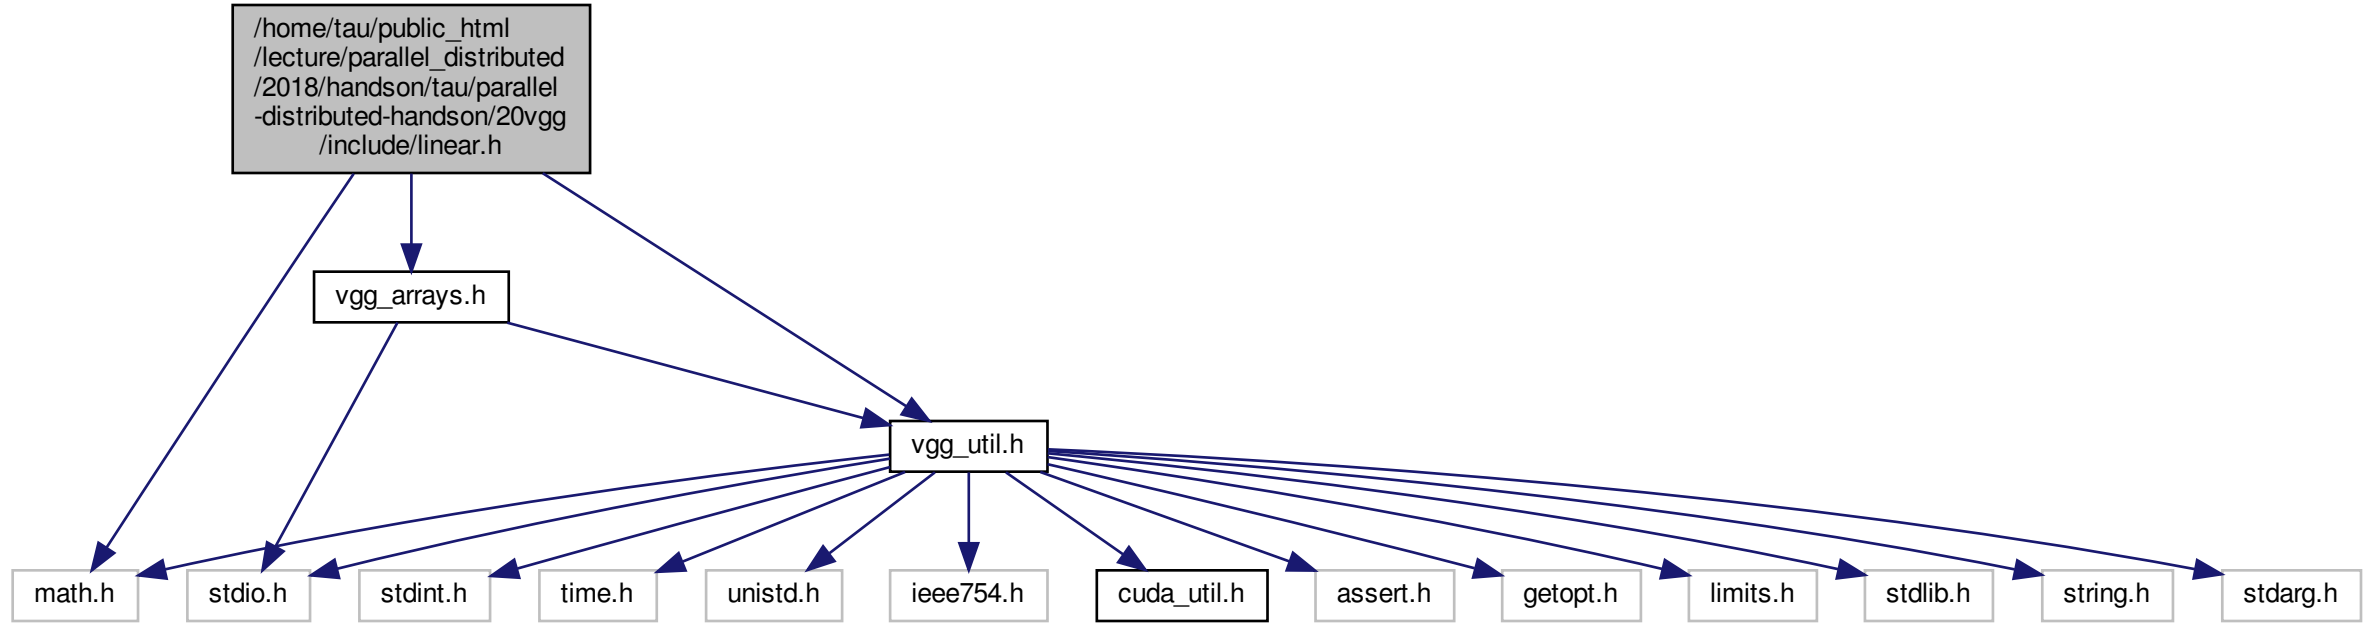 /home/tau/public_html
/lecture/parallel_distributed
/2018/handson/tau/parallel
-distributed-handson/20vgg
/include/linear.h
vgg_arrays.h
vgg_util.h
math.h
stdio.h
stdint.h
time.h
unistd.h
ieee754.h
cuda_util.h
assert.h
getopt.h
limits.h
stdlib.h
string.h
stdarg.h